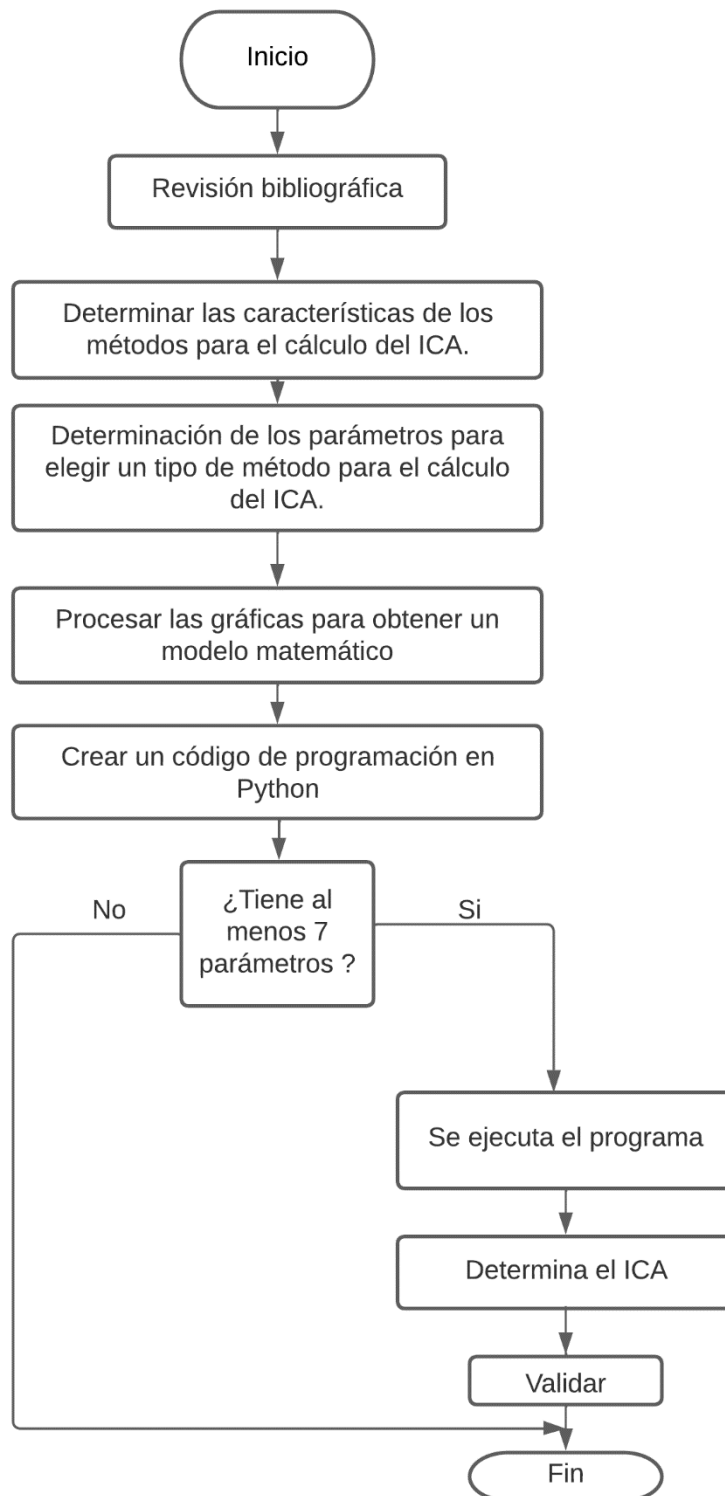 Inicio
Revisión bibliográfica
Determinar las característícas de los
métodos para el cálculo del ICA.
Determinación de los parámetros para
elegir un tipo de método para el cálculo
del ICA.
Procesar las gráficas para obtener un
modelo matemático
Crear un código de programación en
Python
¿Tiene al
menos 7
parámetros ?
No
Si
Se ejecuta el programa
Determina el ICA
Validar
Fin